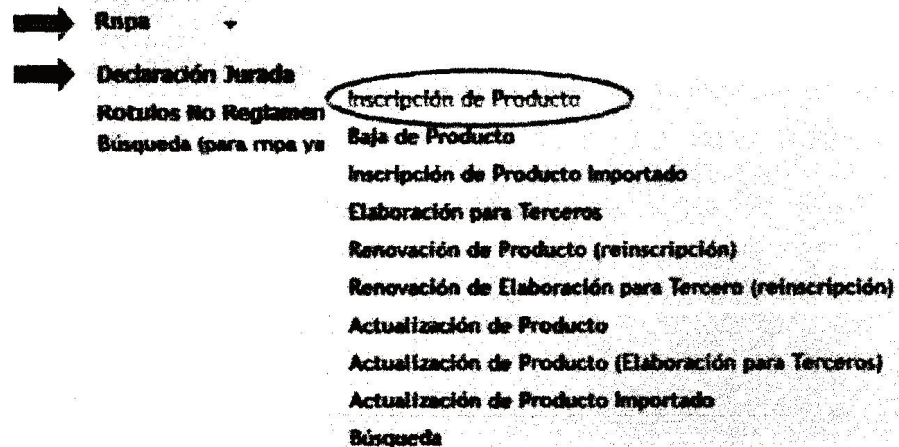 Rnpa
Declaración Jurada
Rotulos No Reglamen
Búsqueda (para rnpa ya
Inscripción de Producto
Baja de Producto
Inscripción de Producto Importado
Elaboración para Terceros
Renovación de Producto (reinscripción)
Renovación de Elaboración para Tercero (reinscripción)
Actualización de Producto
Actualización de Producto (Elaboración para Terceros)
Actualización de Producto Importado
Búsqueda